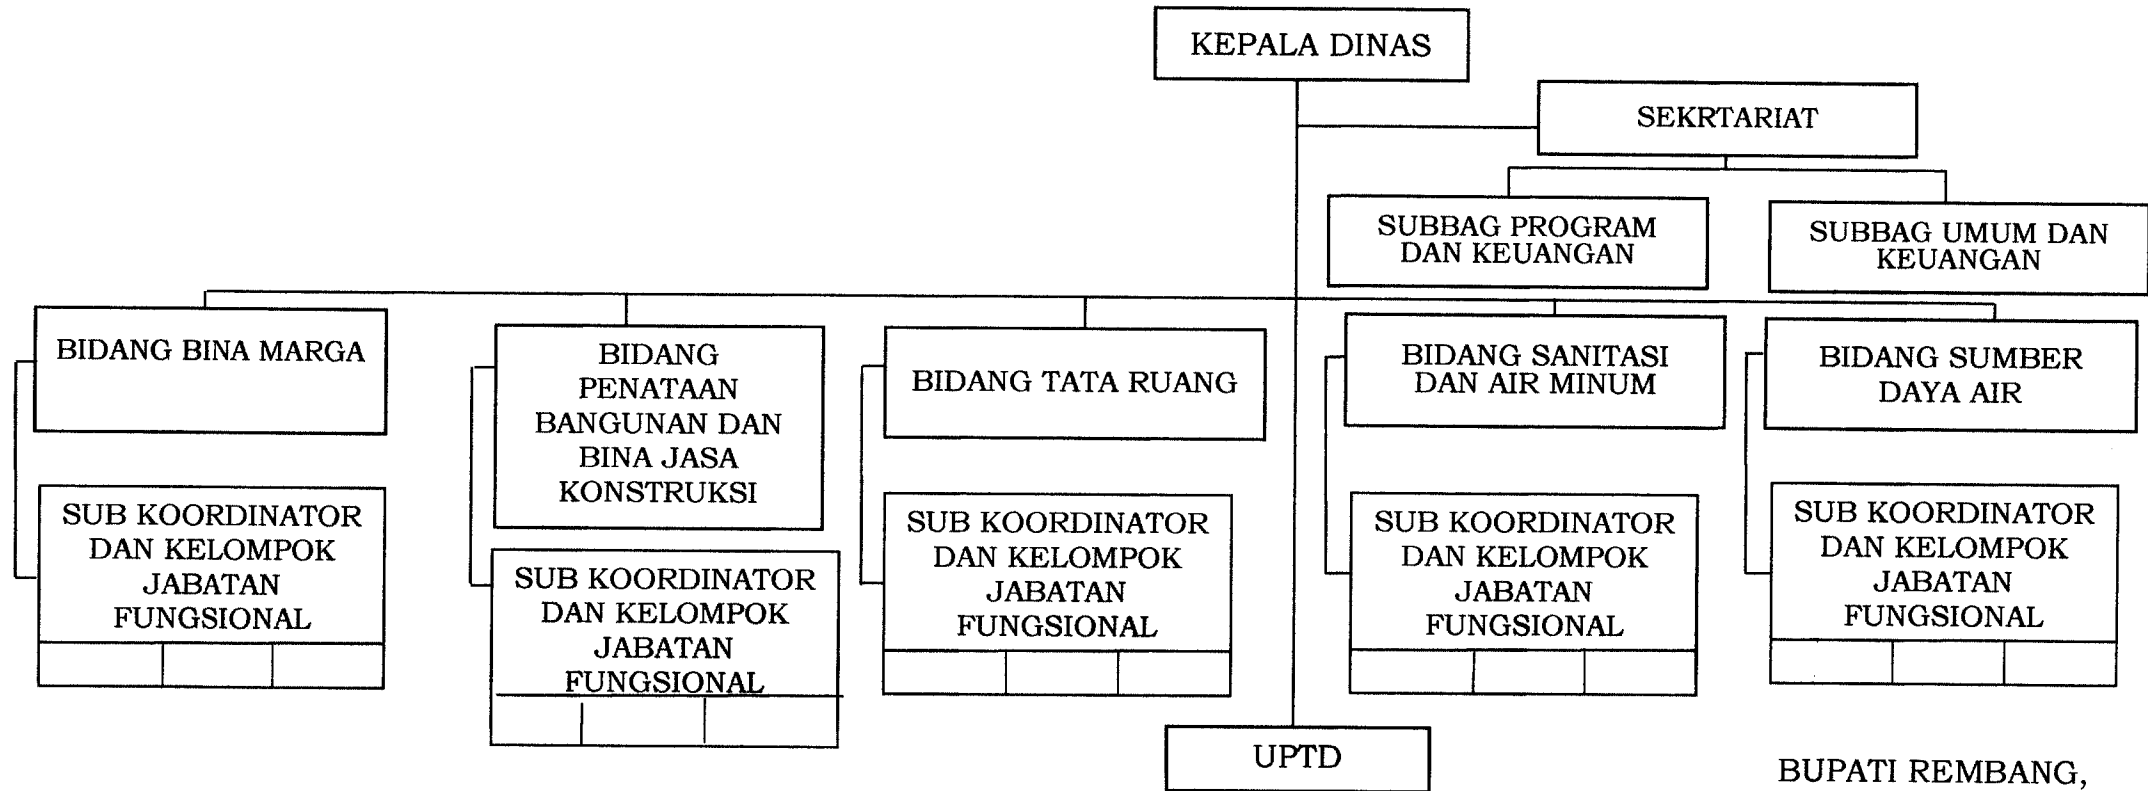 KEPALA DINAS
SEKRTARIAT
SUBBAG PROGRAM
DAN KEUANGAN
SUBBAG UMUM DAN
KEUANGAN
BIDANG BINA MARGA
BIDANG
PENATAAN
BANGUNAN DAN
BINA JASA
KONSTRUKSI
BIDANG TATA RUANG
BIDANG SANITASI
DAN AIR MINUM
BIDANG SUMBER
DAYA AIR
SUB KOORDINATOR
DAN KELOMPOK
JABATAN
FUNGSIONAL
SUB KOORDINATOR
DAN KELOMPOK
JABATAN
FUNGSIONAL
SUB KOORDINATOR
DAN KELOMPOK
JABATAN
FUNGSIONAL
SUB KOORDINATOR
DAN KELOMPOK
JABATAN
FUNGSIONAL
SUB KOORDINATOR
DAN KELOMPOK
JABATAN
FUNGSIONAL
UPTD
BUPATI REMBANG,